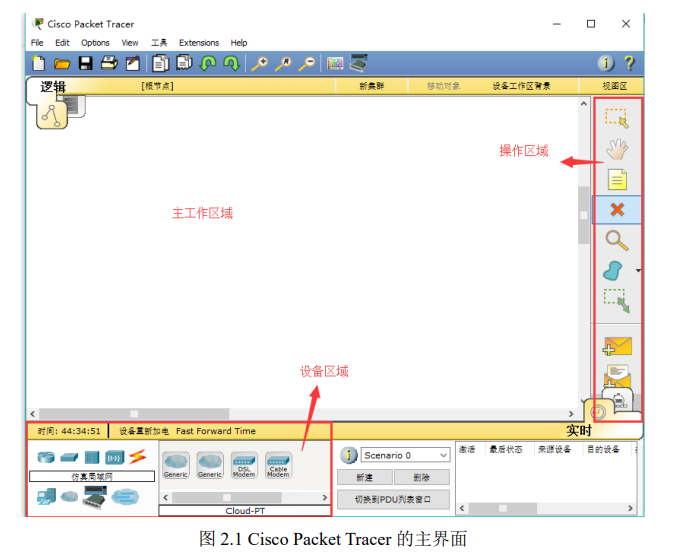 Cisco Packet Tracer
File Edit Options View 工具 Extensions Help
逻辑 [根节点] 新集群 移动对象 设备工作区背景 视图区
操作区域
主工作区域
设备区域
时间: 44:34:51 设备重新加电 Fast Forward Time 实时
Scenario 0 激活 最后状态 来源设备 目的设备
Generic Generic DSL Modem Cable Modem
仿真局域网 新建 删除
切换到PDU列表窗口
Cloud-PT
图 2.1 Cisco Packet Tracer 的主界面